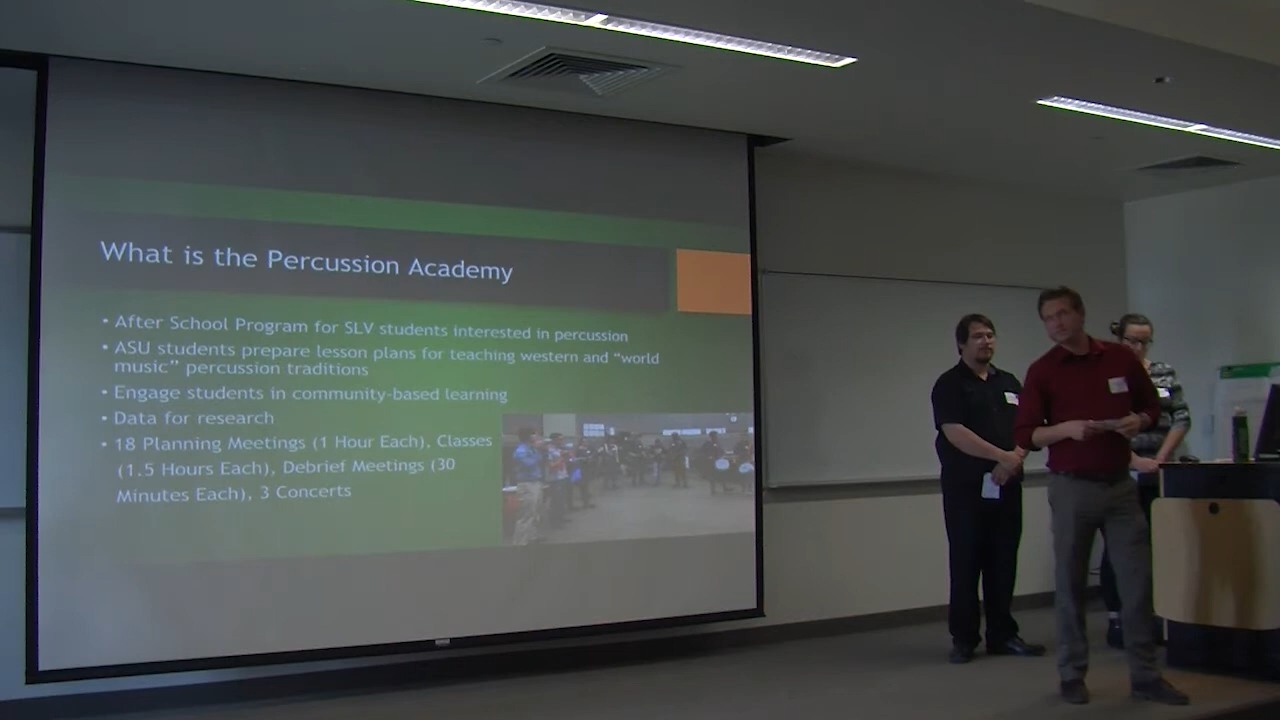 What is the Percussion Academy
• After School Program for SLV students interested in percussion
• ASU students prepare lesson plans for teaching western and "world
music" percussion traditions
• Engage students in community-based learning
• Data for research
• 18 Planning Meetings (1 Hour Each), Classes
(1.5 Hours Each), Debrief Meetings (30
Minutes Each), 3 Concerts